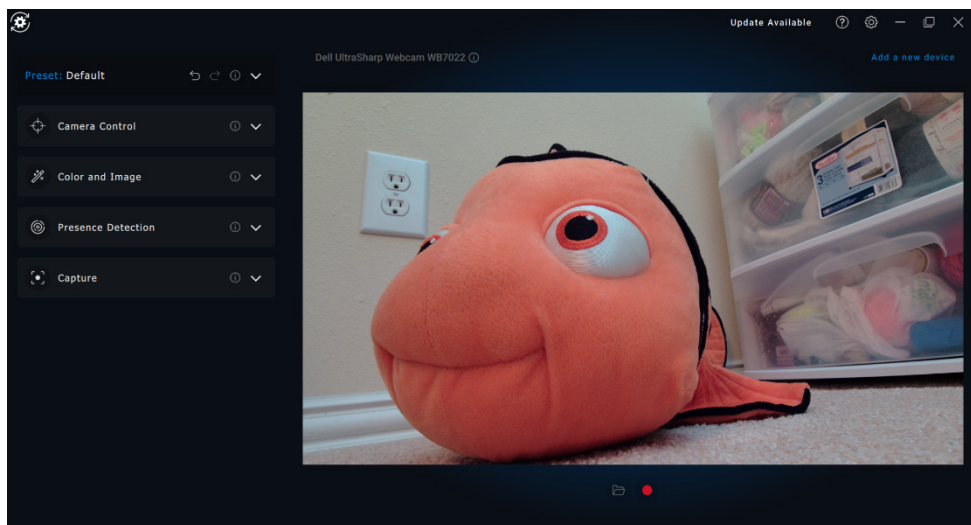 Update Available
Dell UltraSharp Webcam WB7022
Add a new device
Preset: Default
Camera Control
Color and Image
Presence Detection
Capture
3